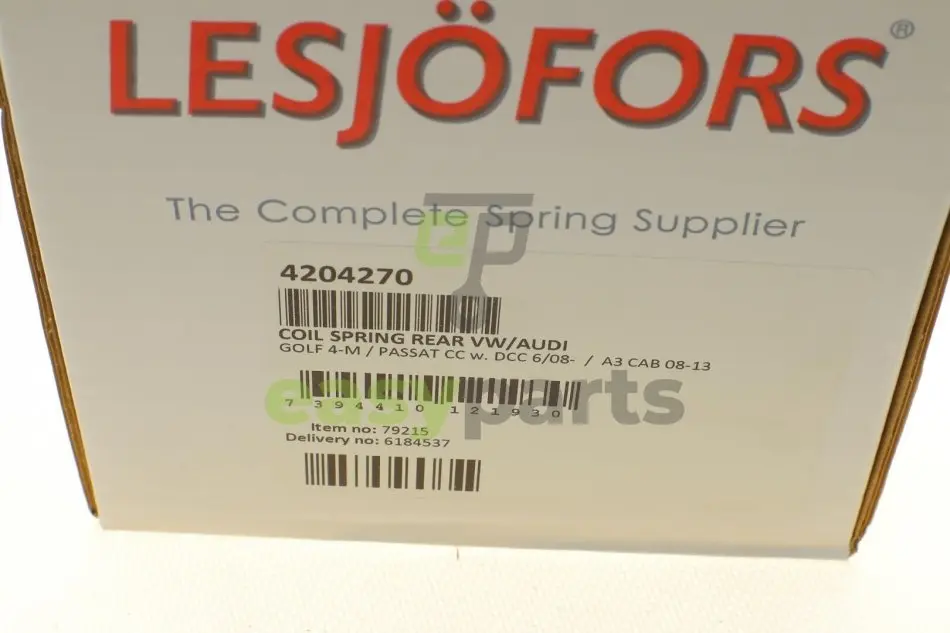 LESJÖFORS®
The Complete Spring Supplier
4204270
COIL SPRING REAR VW/AUDI
GOLF 4-M / PASSAT CC w. DCC 6/08- / A3 CAB 08-13
7 394410 121930
easyparts
Item no: 79215
Delivery no: 6184537